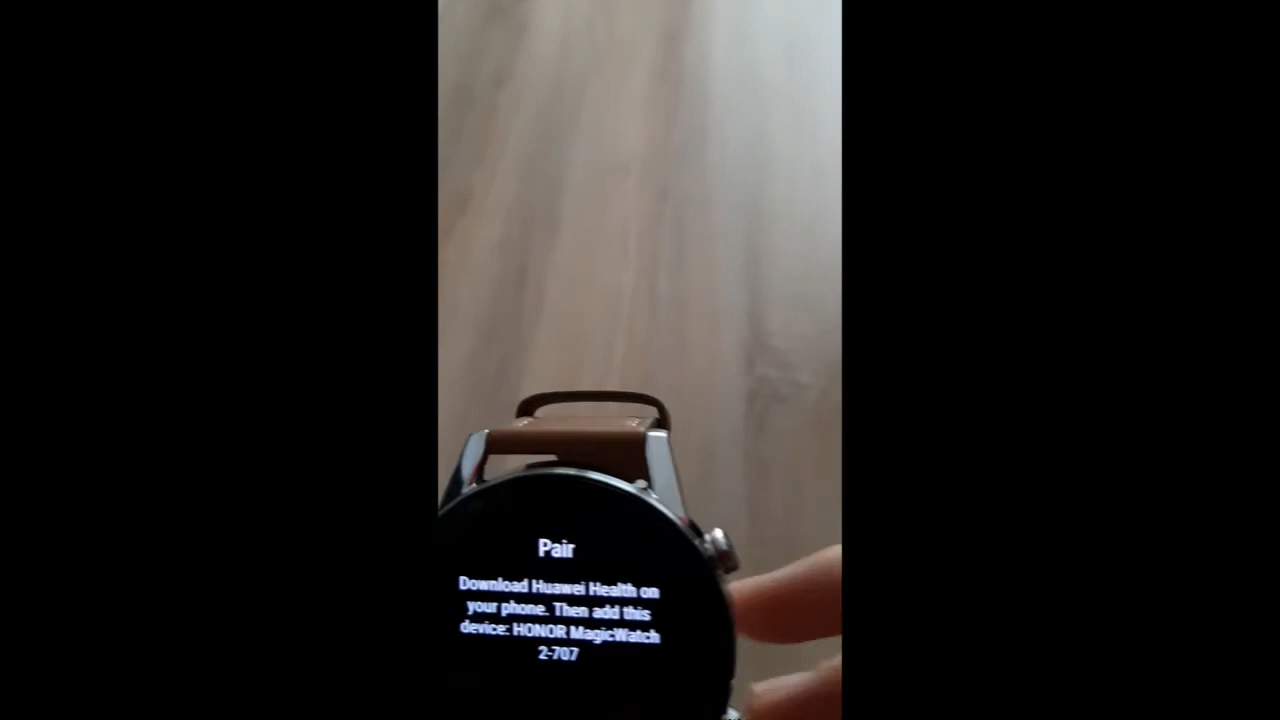 Pair
Download Huawei Health on
your phone. Then add this
device: HONOR MagicWatch
2-707